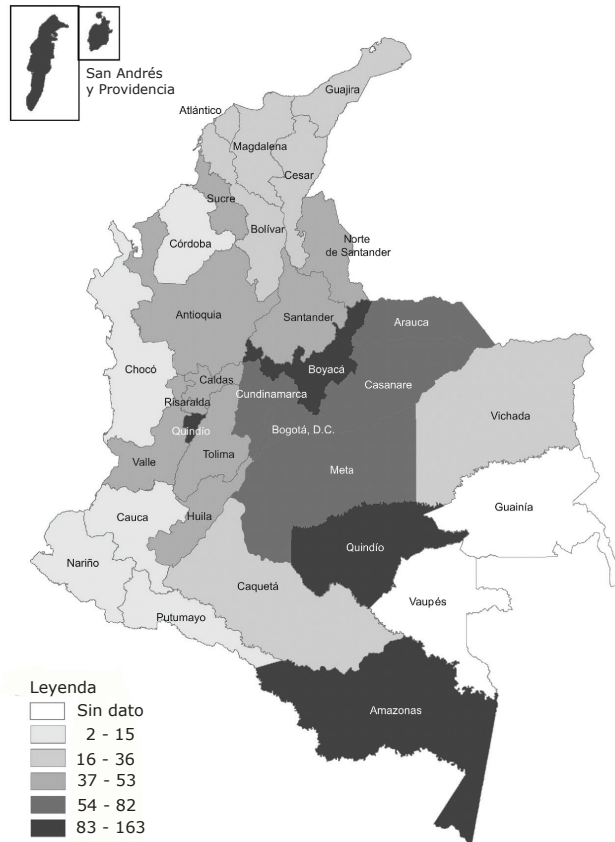 San Andrés
y Providencia
Guajira
Atlántico
Magdalena
Cesar
Sucre
Bolívar
Córdoba
Norte
de Santander
Antioquia
Santander
Arauca
Chocó
Boyacá
Caldas
Casanare
Cundinamarca
Risaralda
Vichada
Quindío
Bogotá, D.C.
Tolima
Valle
Meta
Guainía
Cauca
Huila
Quindío
Nariño
Caquetá
Vaupés
Putumayo
Amazonas
Leyenda
Sin dato
2 - 15
16 - 36
37 - 53
54 - 82
83 - 163